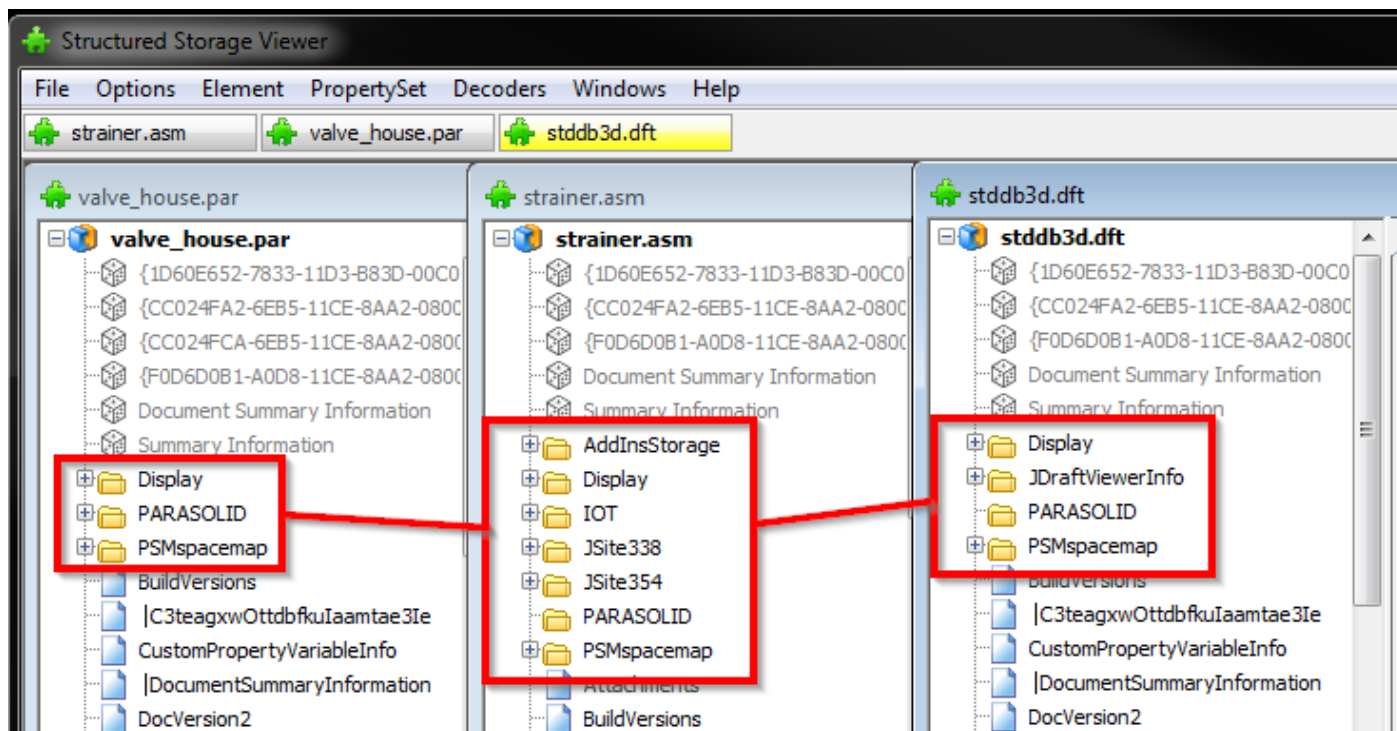 Structured Storage Viewer
File Options Element PropertySet Decoders Windows Help
strainer.asm valve_house.par stddb3d.dft
valve_house.par
valve_house.par
{1D60E652-7833-11D3-B83D-00C0
{CC024FA2-6EB5-11CE-8AA2-0800
{CC024FCA-6EB5-11CE-8AA2-0800
{F0D6D0B1-A0D8-11CE-8AA2-0800
Document Summary Information
Summary Information
Display
PARASOLID
PSMspacemap
BuildVersions
|C3teagxwOttdbfkuIaamtae3Ie
CustomPropertyVariableInfo
|DocumentSummaryInformation
DocVersion2
strainer.asm
strainer.asm
{1D60E652-7833-11D3-B83D-00C0
{CC024FA2-6EB5-11CE-8AA2-0800
{F0D6D0B1-A0D8-11CE-8AA2-0800
Document Summary Information
Summary Information
AddInsStorage
Display
IOT
JSite338
JSite354
PARASOLID
PSMspacemap
Attachments
BuildVersions
stddb3d.dft
stddb3d.dft
{1D60E652-7833-11D3-B83D-00C0
{CC024FA2-6EB5-11CE-8AA2-0800
{F0D6D0B1-A0D8-11CE-8AA2-0800
Document Summary Information
Summary Information
Display
JDraftViewerInfo
PARASOLID
PSMspacemap
BuildVersions
|C3teagxwOttdbfkuIaamtae3Ie
CustomPropertyVariableInfo
|DocumentSummaryInformation
DocVersion2